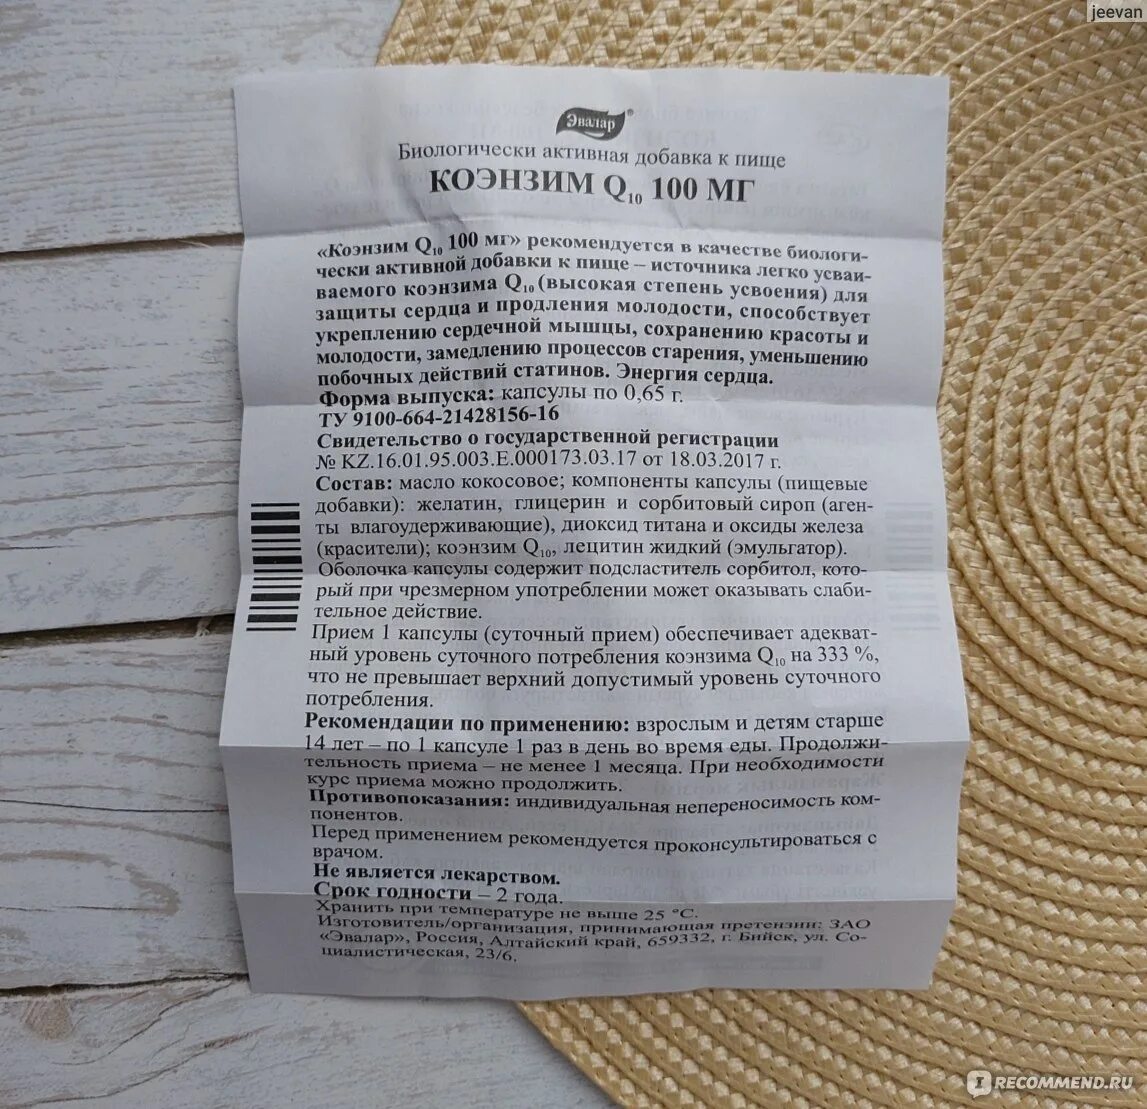 jeevan
Эвалар®
Биологически активная добавка к пище
КОЭНЗИМ Q₁₀ 100 МГ
«Коэнзим Q₁₀ 100 мг» рекомендуется в качестве биологи-
чески активной добавки к пище – источника легко усваи-
ваемого коэнзима Q₁₀ (высокая степень усвоения) для
защиты сердца и продления молодости, способствует
укреплению сердечной мышцы, сохранению красоты и
молодости, замедлению процессов старения, уменьшению
побочных действий статинов. Энергия сердца.
Форма выпуска: капсулы по 0,65 г.
ТУ 9100-664-21428156-16
Свидетельство о государственной регистрации
№ KZ.16.01.95.003.E.000173.03.17 от 18.03.2017 г.
Состав: масло кокосовое; компоненты капсулы (пищевые
добавки): желатин, глицерин и сорбитовый сироп (аген-
ты влагоудерживающие), диоксид титана и оксиды железа
(красители); коэнзим Q₁₀, лецитин жидкий (эмульгатор).
Оболочка капсулы содержит подсластитель сорбитол, кото-
рый при чрезмерном употреблении может оказывать слаби-
тельное действие.
Прием 1 капсулы (суточный прием) обеспечивает адекват-
ный уровень суточного потребления коэнзима Q₁₀ на 333 %,
что не превышает верхний допустимый уровень суточного
потребления.
Рекомендации по применению: взрослым и детям старше
14 лет – по 1 капсуле 1 раз в день во время еды. Продолжи-
тельность приема – не менее 1 месяца. При необходимости
курс приема можно продолжить.
Противопоказания: индивидуальная непереносимость ком-
понентов.
Перед применением рекомендуется проконсультироваться с
врачом.
Не является лекарством.
Срок годности – 2 года.
Хранить при температуре не выше 25 °С.
Изготовитель/организация, принимающая претензии: ЗАО
«Эвалар», Россия, Алтайский край, 659332, г. Бийск, ул. Со-
циалистическая, 23/6.
RECOMMEND.RU